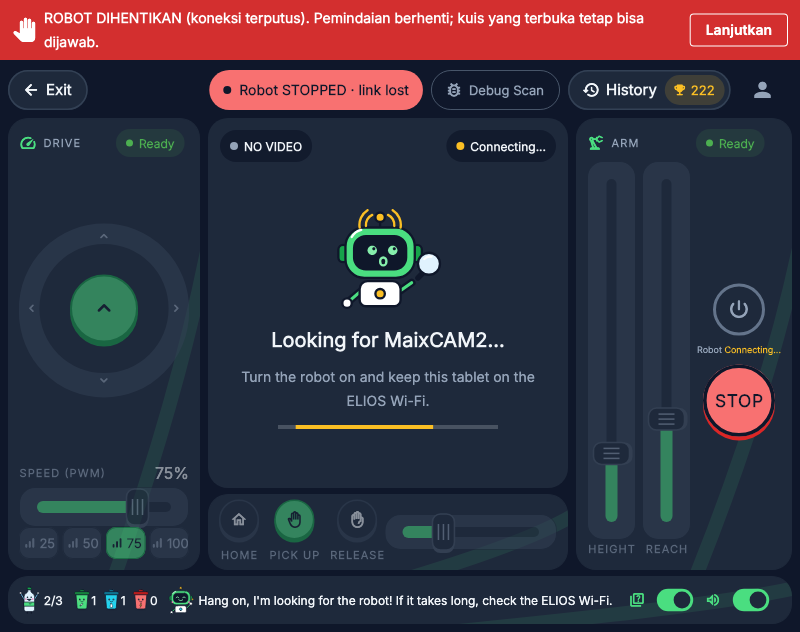 ROBOT DIHENTIKAN (koneksi terputus). Pemindaian berhenti; kuis yang terbuka tetap bisa
dijawab.
Lanjutkan
Exit
Robot STOPPED · link lost
Debug Scan
History
222
DRIVE
Ready
NO VIDEO
Connecting...
ARM
Ready
Looking for MaixCAM2...
Turn the robot on and keep this tablet on the
ELIOS Wi-Fi.
Robot Connecting...
STOP
SPEED (PWM)
75%
25
50
75
100
HOME
PICK UP
RELEASE
HEIGHT
REACH
2/3
1
1
0
Hang on, I'm looking for the robot! If it takes long, check the ELIOS Wi-Fi.